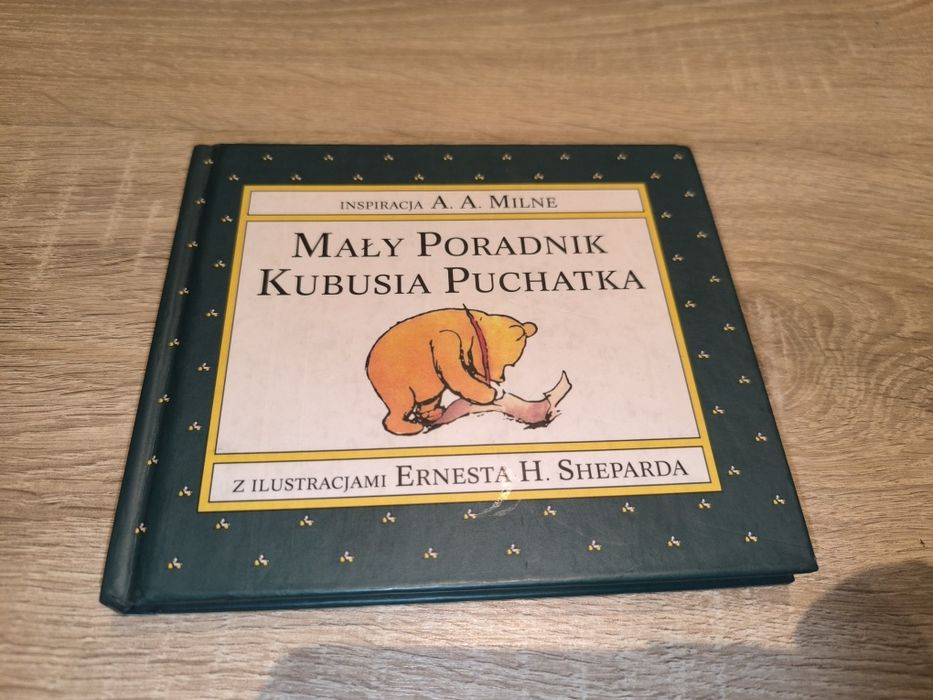 INSPIRACJA A. A. MILNE
MAŁY PORADNIK
KUBUSIA PUCHATKA
Z ILUSTRACJAMI ERNESTA H. SHEPARDA